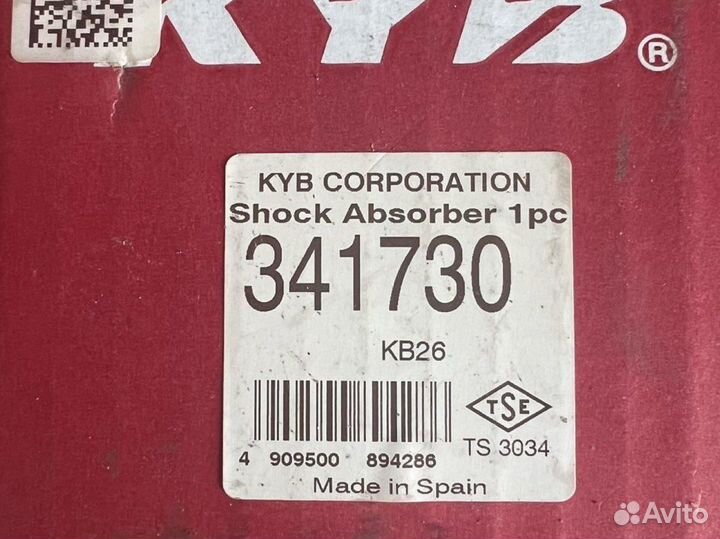 KYB®
KYB CORPORATION
Shock Absorber 1pc
341730
KB26
TSE
TS 3034
4 909500 894286
Made in Spain
Avito